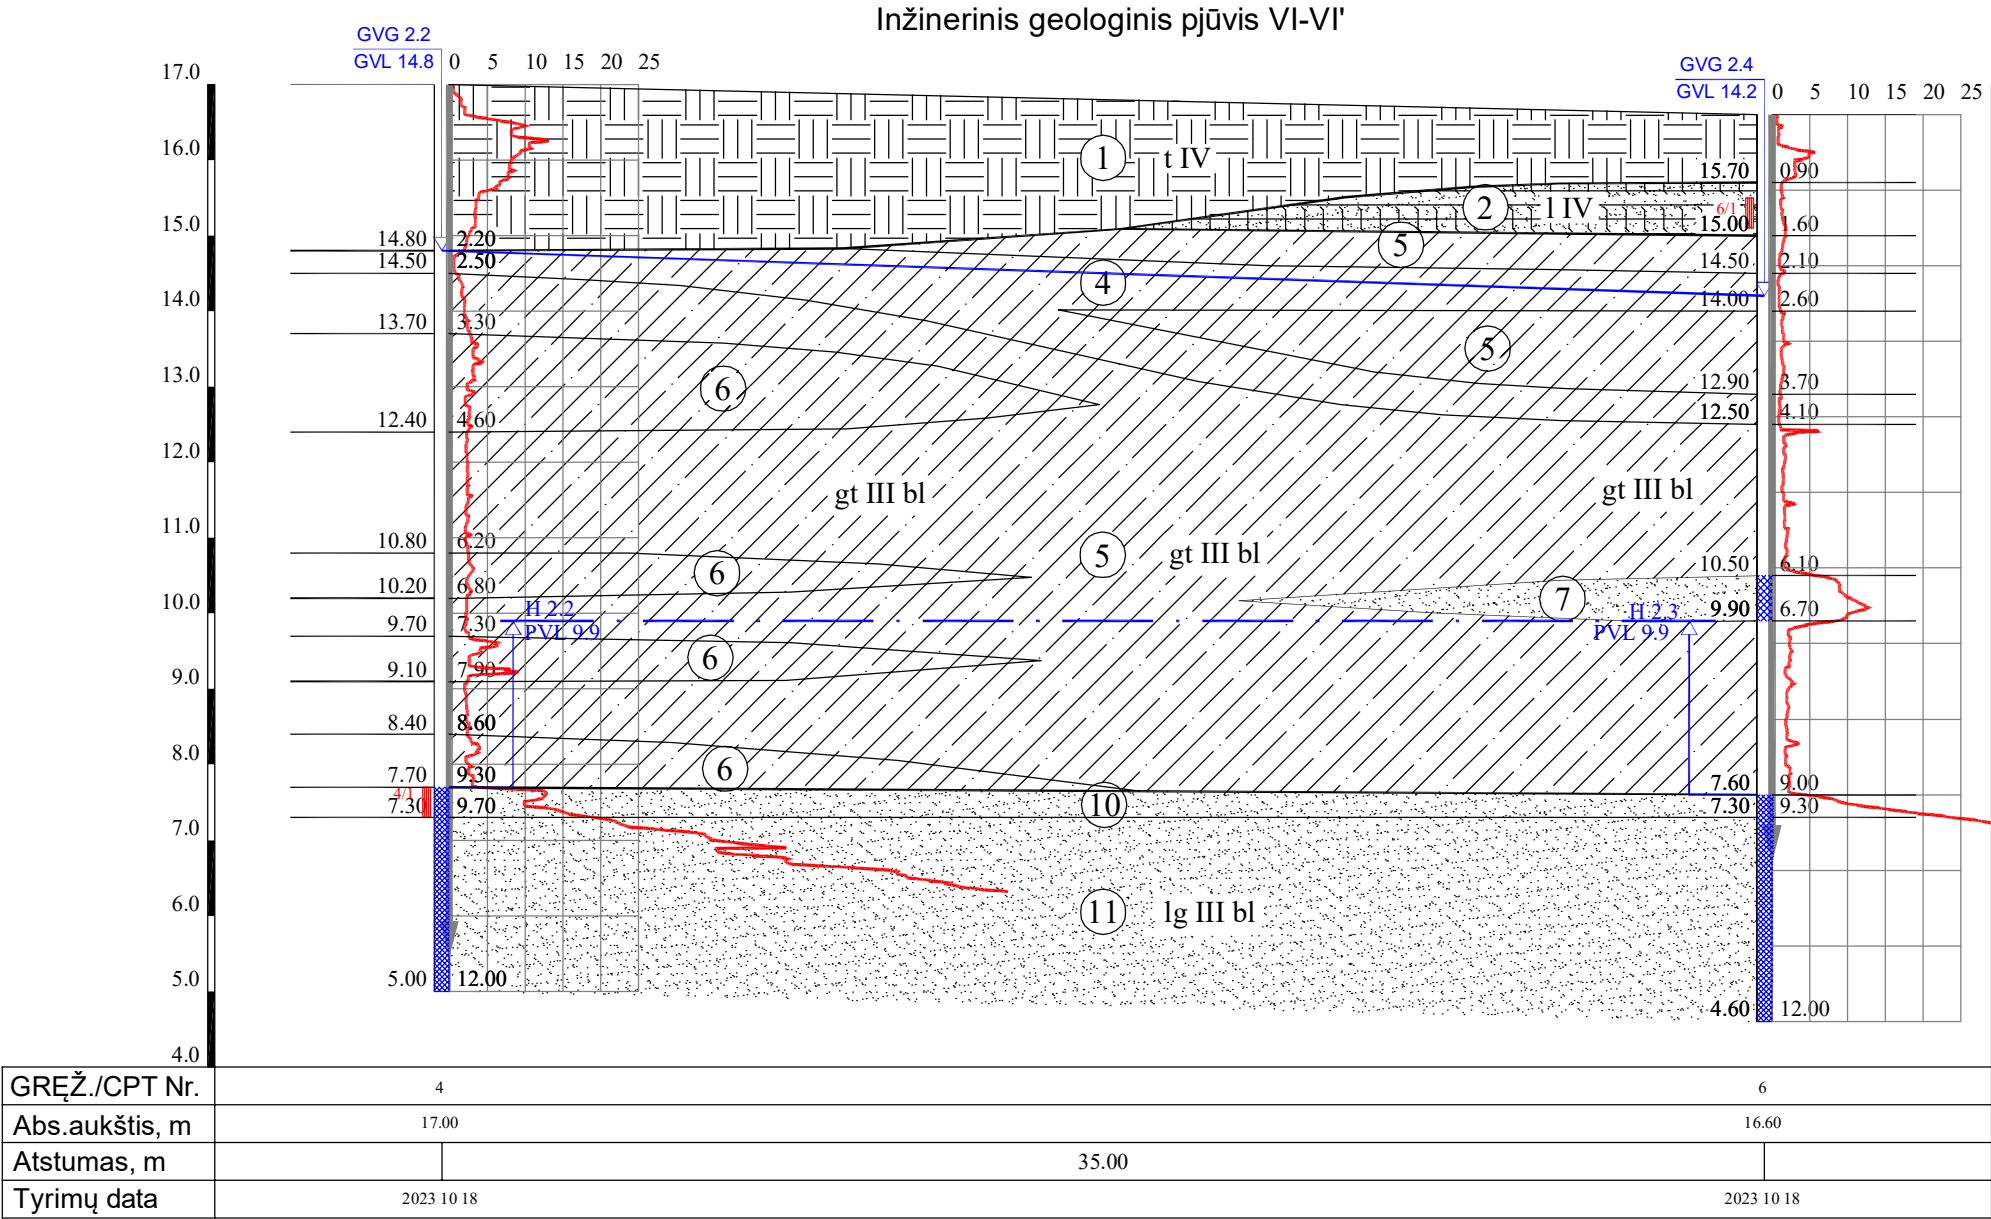 Inžinerinis geologinis pjūvis VI-VI'
GVG 2.2
GVL 14.8
0 5 10 15 20 25
GVG 2.4
GVL 14.2
0 5 10 15 20 25
17.0
16.0
15.0
14.0
13.0
12.0
11.0
10.0
9.0
8.0
7.0
6.0
5.0
4.0
14.80 2.20
14.50 2.50
13.70 3.30
12.40 4.60
10.80 6.20
10.20 6.80
9.70 7.30
9.10 7.90
8.40 8.60
7.70 9.30
4/1
7.30 9.70
5.00 12.00
1 t IV
2 l IV
5
4
5
6
gt III bl
gt III bl
5 gt III bl
6
7
6
6
10
11 lg III bl
H 2.2
PVL 9.9
H 2.3
PVL 9.9
15.70 0.90
6/1
15.00 1.60
14.50 2.10
14.00 2.60
12.90 3.70
12.50 4.10
10.50 6.10
9.90 6.70
7.60 9.00
7.30 9.30
4.60 12.00
GRĘŽ./CPT Nr. 4 6
Abs.aukštis, m 17.00 16.60
Atstumas, m 35.00
Tyrimų data 2023 10 18 2023 10 18